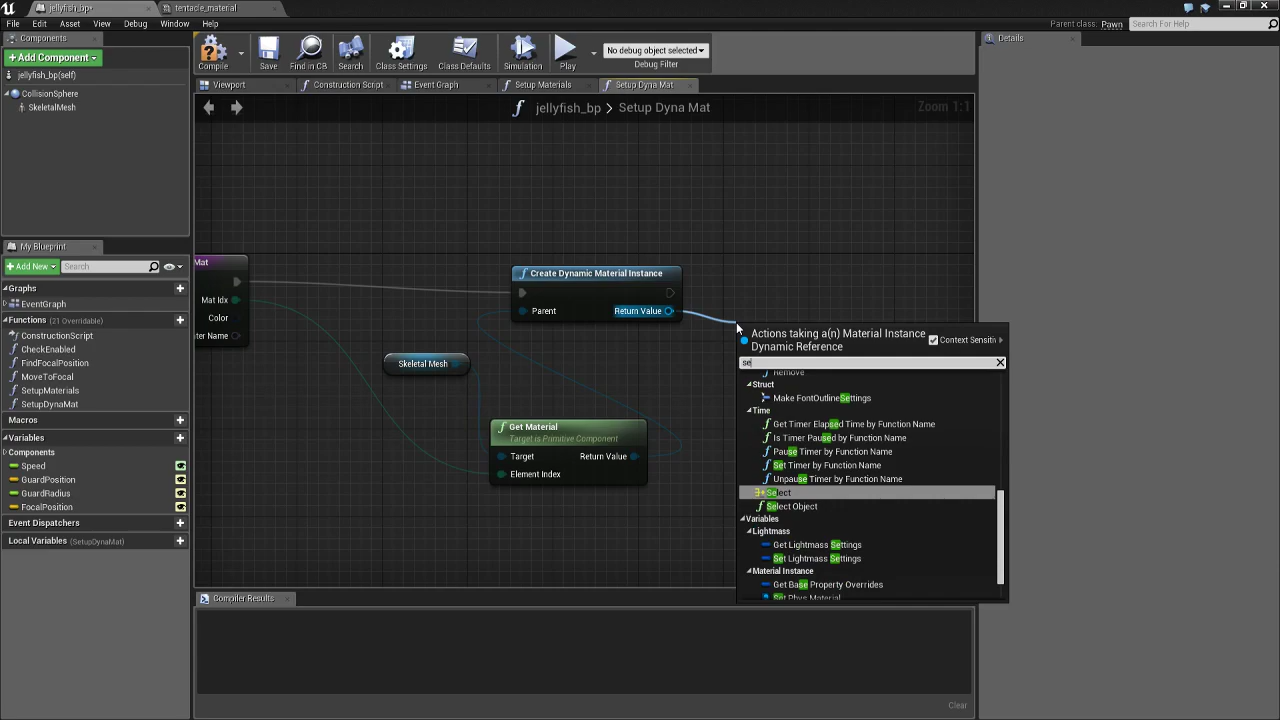 jellyfish_bp*
tentacle_material
File
Edit
Asset
View
Debug
Window
Help
Parent class: Pawn
Search For Help
Components
Details
Add Component
Compile
Save
Find in CB
Search
Class Settings
Class Defaults
Simulation
Play
No debug object selected
Debug Filter
jellyfish_bp(self)
CollisionSphere
SkeletalMesh
Viewport
Construction Script
Event Graph
Setup Materials
Setup Dyna Mat
f jellyfish_bp > Setup Dyna Mat
Zoom 1:1
My Blueprint
Add New
Search
Graphs
EventGraph
Functions (21 Overridable)
ConstructionScript
CheckEnabled
FindFocalPosition
MoveToFocal
SetupMaterials
SetupDynaMat
Macros
Variables
Components
Speed
GuardPosition
GuardRadius
FocalPosition
Event Dispatchers
Local Variables (SetupDynaMat)
Mat
Mat Idx
Color
ter Name
f Create Dynamic Material Instance
Parent
Return Value
Skeletal Mesh
f Get Material
Target is Primitive Component
Target
Return Value
Element Index
Actions taking a(n) Material Instance
Dynamic Reference
Context Sensitiv
se
Remove
Struct
Make FontOutlineSettings
Time
f Get Timer Elapsed Time by Function Name
f Is Timer Paused by Function Name
f Pause Timer by Function Name
f Set Timer by Function Name
f Unpause Timer by Function Name
Select
f Select Object
Variables
Lightmass
Get Lightmass Settings
Set Lightmass Settings
Material Instance
Get Base Property Overrides
Set Phys Material
Compiler Results
Clear